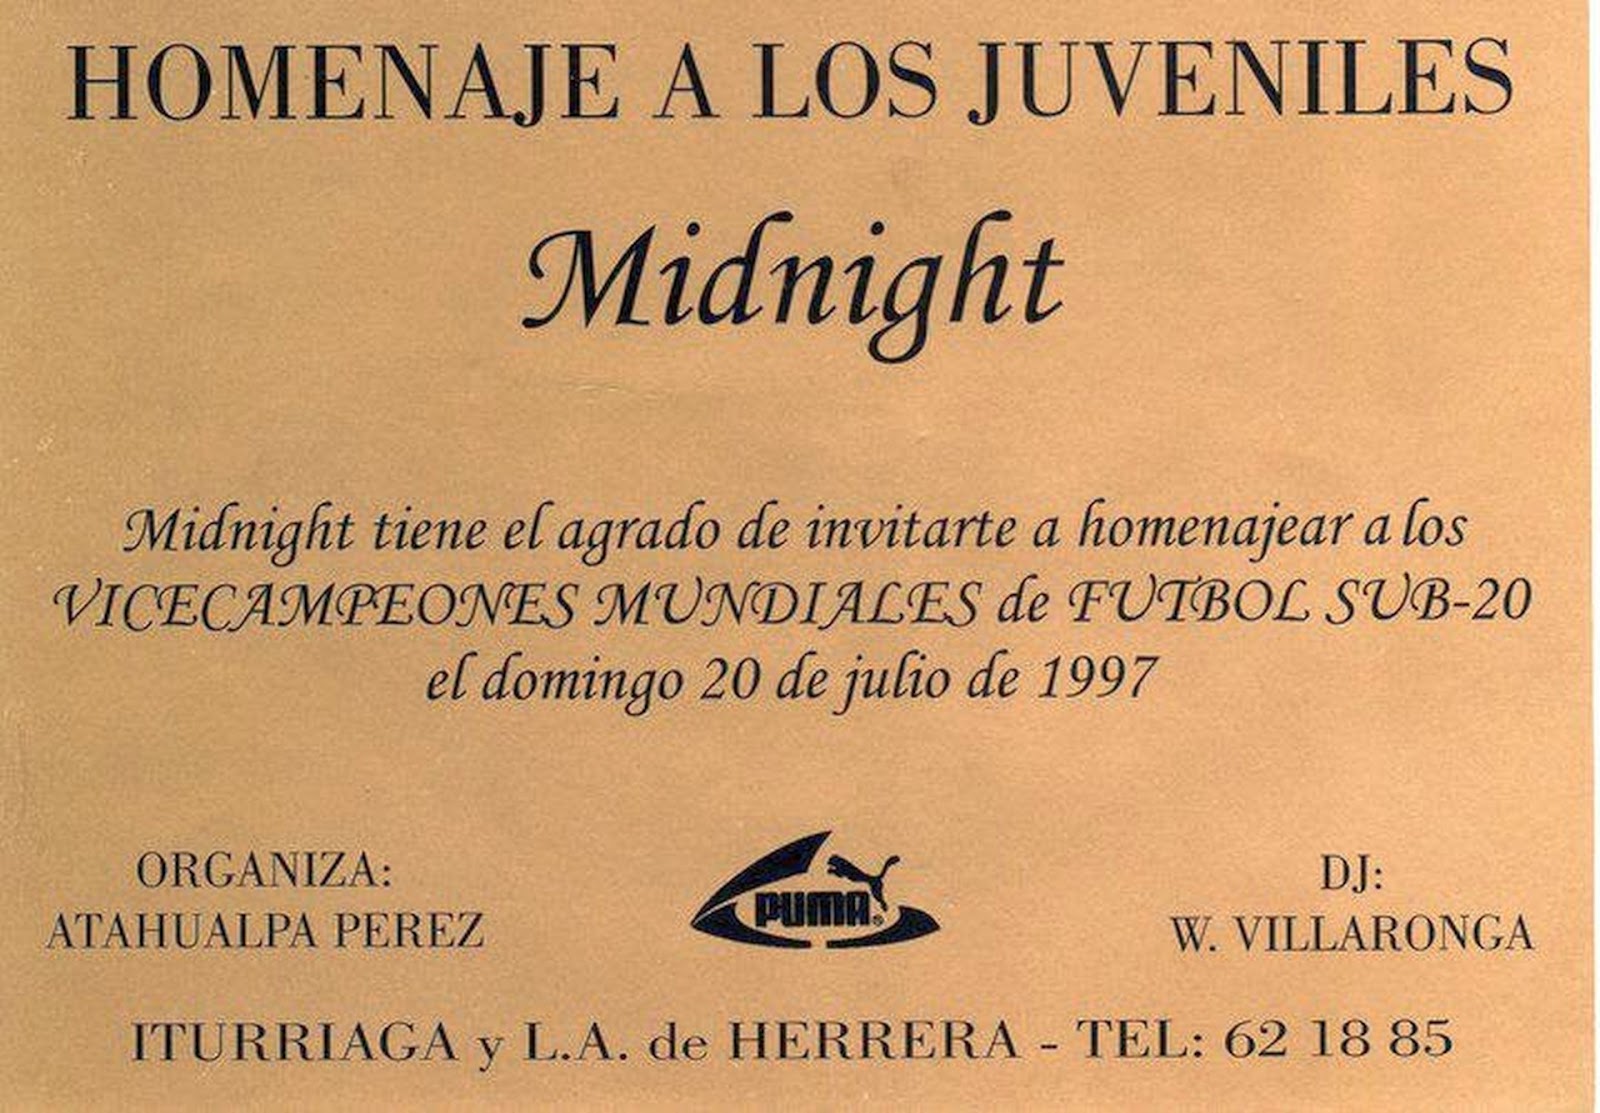 HOMENAJE A LOS JUVENILES
Midnight
Midnight tiene el agrado de invitarte a homenajear a los
VICECAMPEONES MUNDIALES de FUTBOL SUB-20
el domingo 20 de julio de 1997
ORGANIZA:
ATAHUALPA PEREZ
PUMA®
DJ:
W. VILLARONGA
ITURRIAGA y L.A. de HERRERA - TEL: 62 18 85